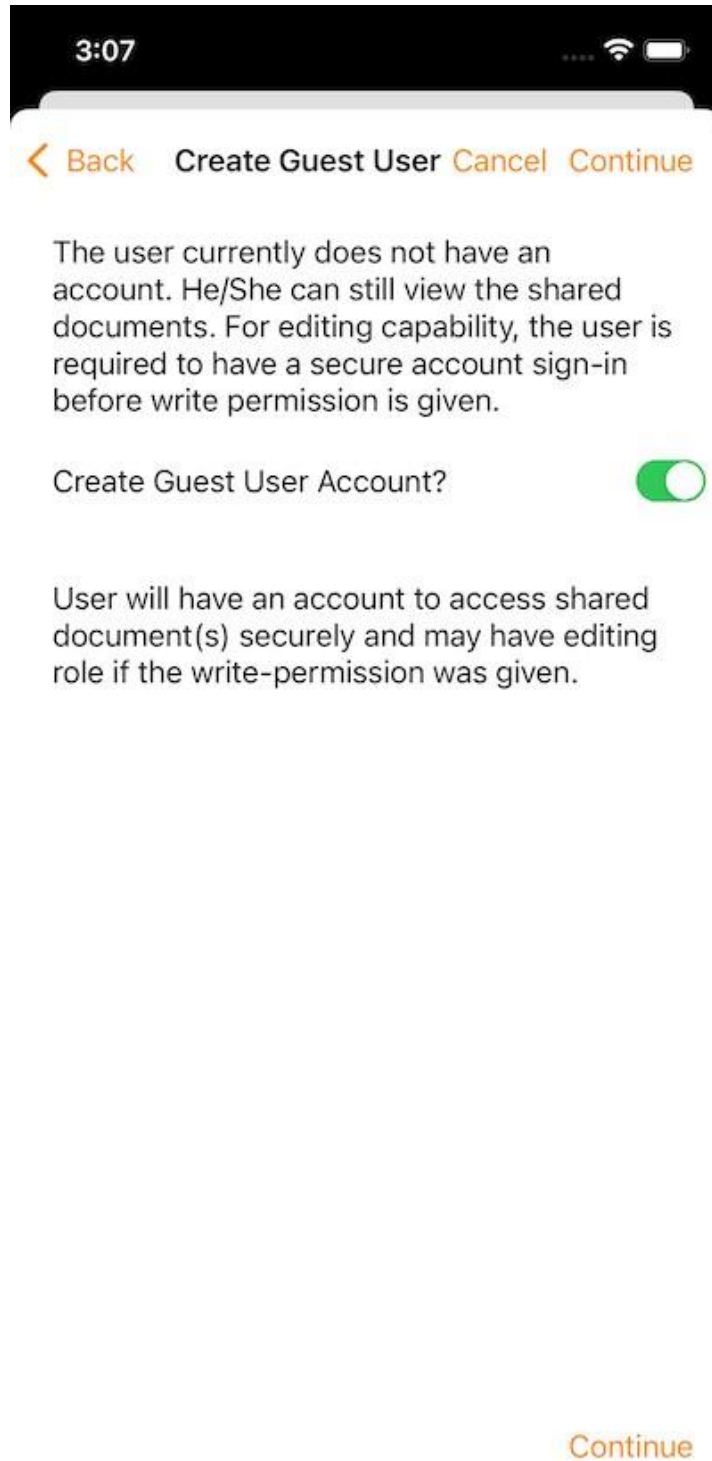 3:07
Back Create Guest User Cancel Continue
The user currently does not have an
account. He/She can still view the shared
documents. For editing capability, the user is
required to have a secure account sign-in
before write permission is given.
Create Guest User Account?
User will have an account to access shared
document(s) securely and may have editing
role if the write-permission was given.
Continue